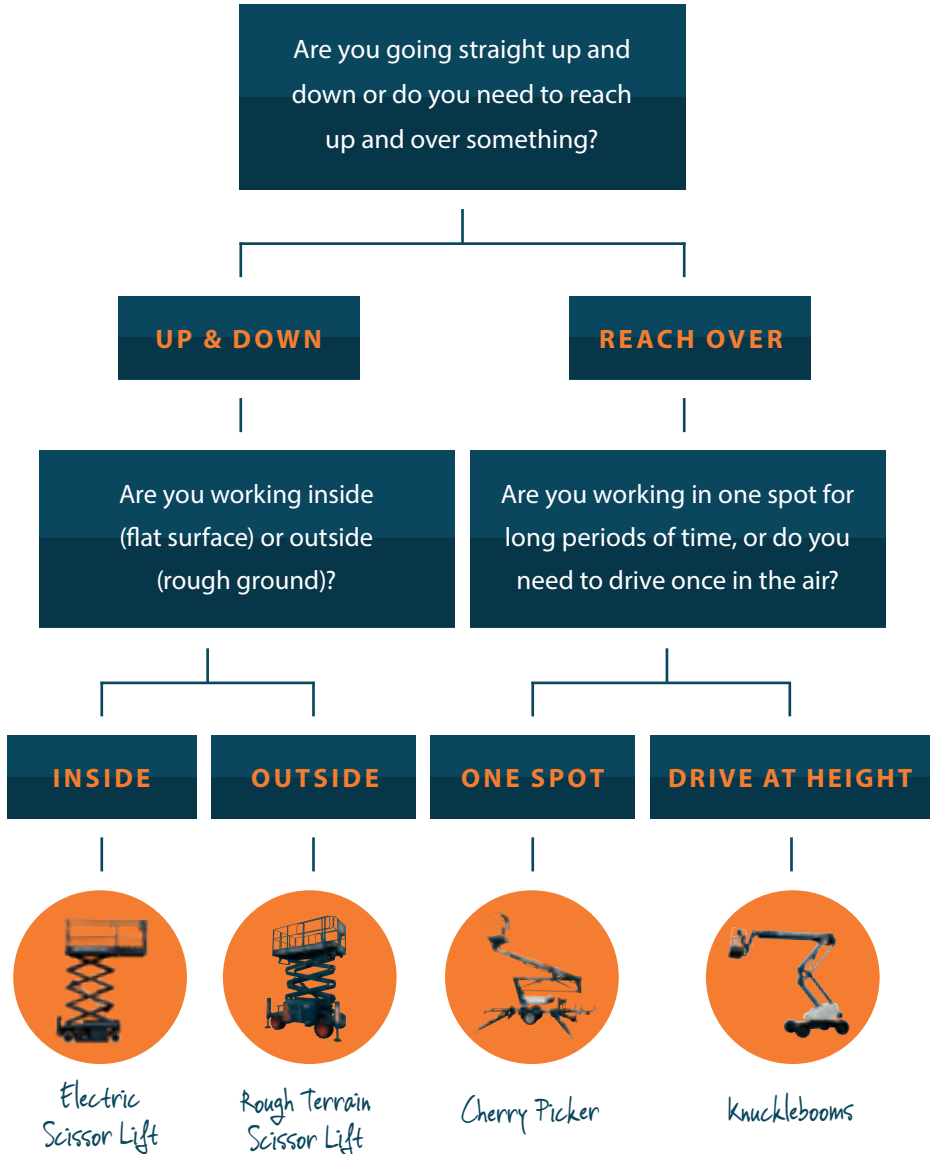 Are you going straight up and
down or do you need to reach
up and over something?
UP & DOWN
REACH OVER
Are you working inside
(flat surface) or outside
(rough ground)?
Are you working in one spot for
long periods of time, or do you
need to drive once in the air?
INSIDE
OUTSIDE
ONE SPOT
DRIVE AT HEIGHT
Electric
Scissor Lift
Rough Terrain
Scissor Lift
Cherry Picker
Knucklebooms